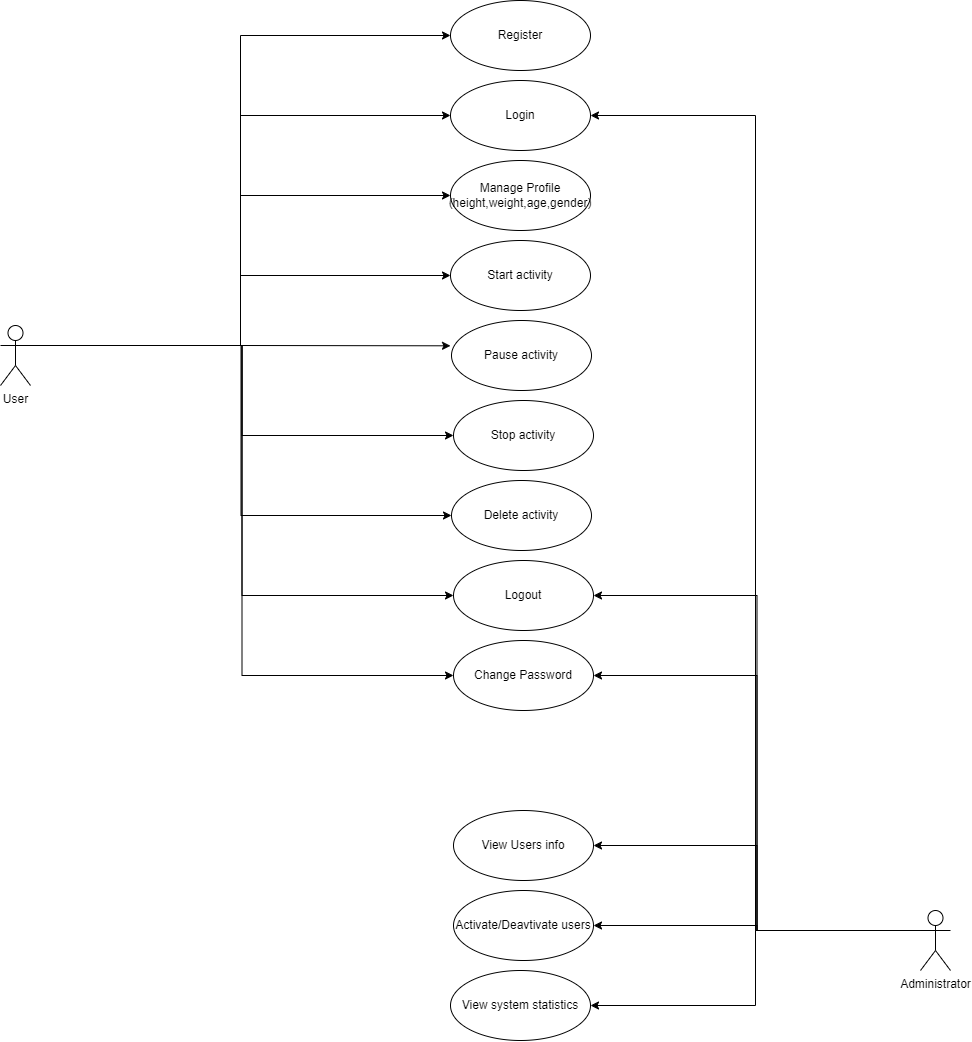 Register
Login
Manage Profile
(height,weight,age,gender)
Start activity
Pause activity
User
Stop activity
Delete activity
Logout
Change Password
View Users info
Activate/Deavtivate users
Administrator
View system statistics